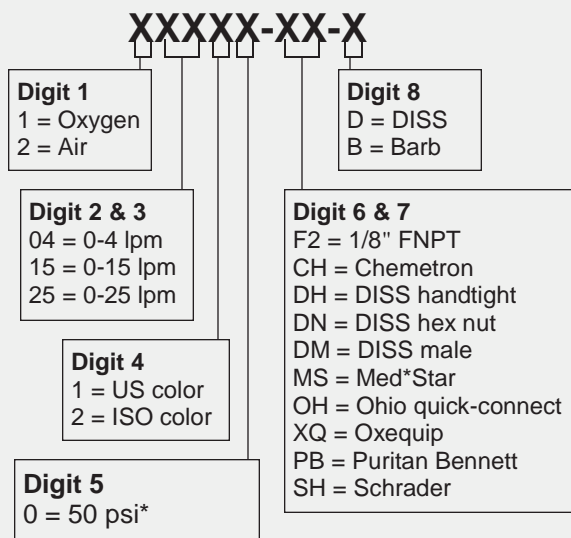 XXXXX-XX-X
Digit 1
1 = Oxygen
2 = Air
Digit 8
D = DISS
B = Barb
Digit 2 & 3
04 = 0-4 lpm
15 = 0-15 lpm
25 = 0-25 lpm
Digit 6 & 7
F2 = 1/8" FNPT
CH = Chemetron
DH = DISS handtight
DN = DISS hex nut
DM = DISS male
MS = Med*Star
OH = Ohio quick-connect
XQ = Oxequip
PB = Puritan Bennett
SH = Schrader
Digit 4
1 = US color
2 = ISO color
Digit 5
0 = 50 psi*